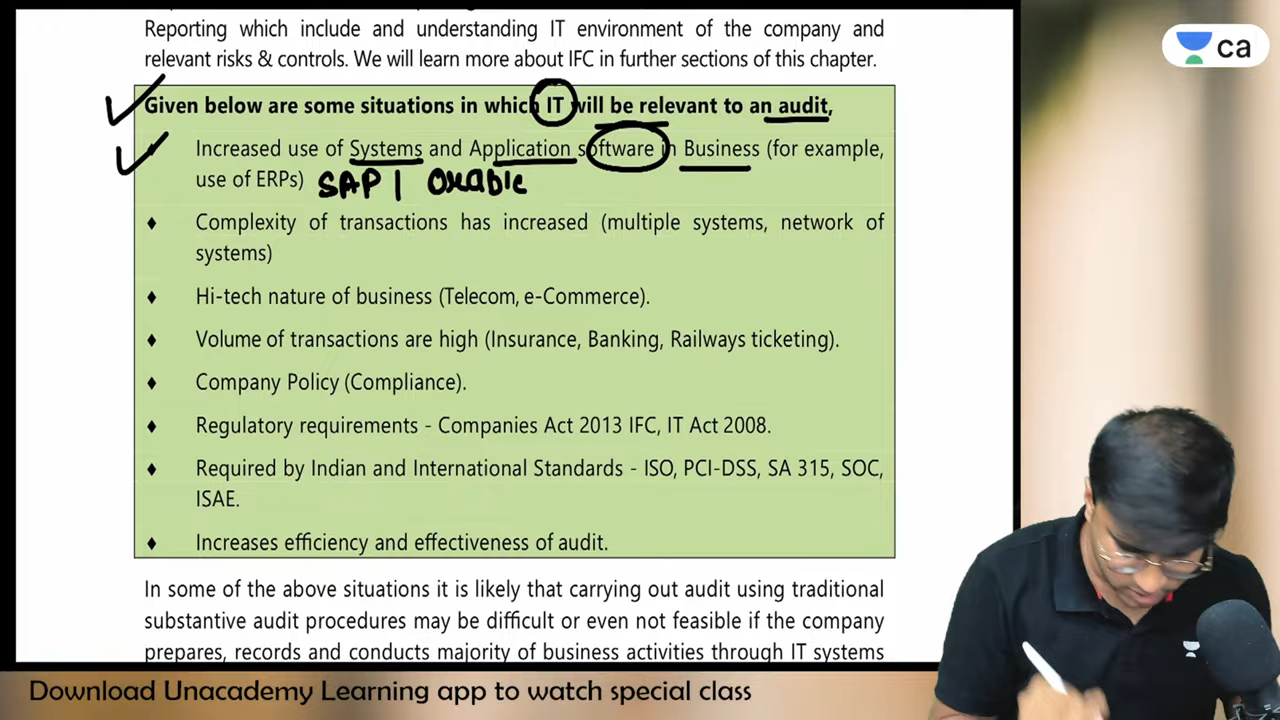 Reporting which include and understanding IT environment of the company and
relevant risks & controls. We will learn more about IFC in further sections of this chapter.
ca
Given below are some situations in which IT will be relevant to an audit,
♦ Increased use of Systems and Application software in Business (for example,
use of ERPs) SAP | Orable
♦ Complexity of transactions has increased (multiple systems, network of
systems)
♦ Hi-tech nature of business (Telecom, e-Commerce).
♦ Volume of transactions are high (Insurance, Banking, Railways ticketing).
♦ Company Policy (Compliance).
♦ Regulatory requirements - Companies Act 2013 IFC, IT Act 2008.
♦ Required by Indian and International Standards - ISO, PCI-DSS, SA 315, SOC,
ISAE.
♦ Increases efficiency and effectiveness of audit.
In some of the above situations it is likely that carrying out audit using traditional
substantive audit procedures may be difficult or even not feasible if the company
prepares, records and conducts majority of business activities through IT systems
Download Unacademy Learning app to watch special class